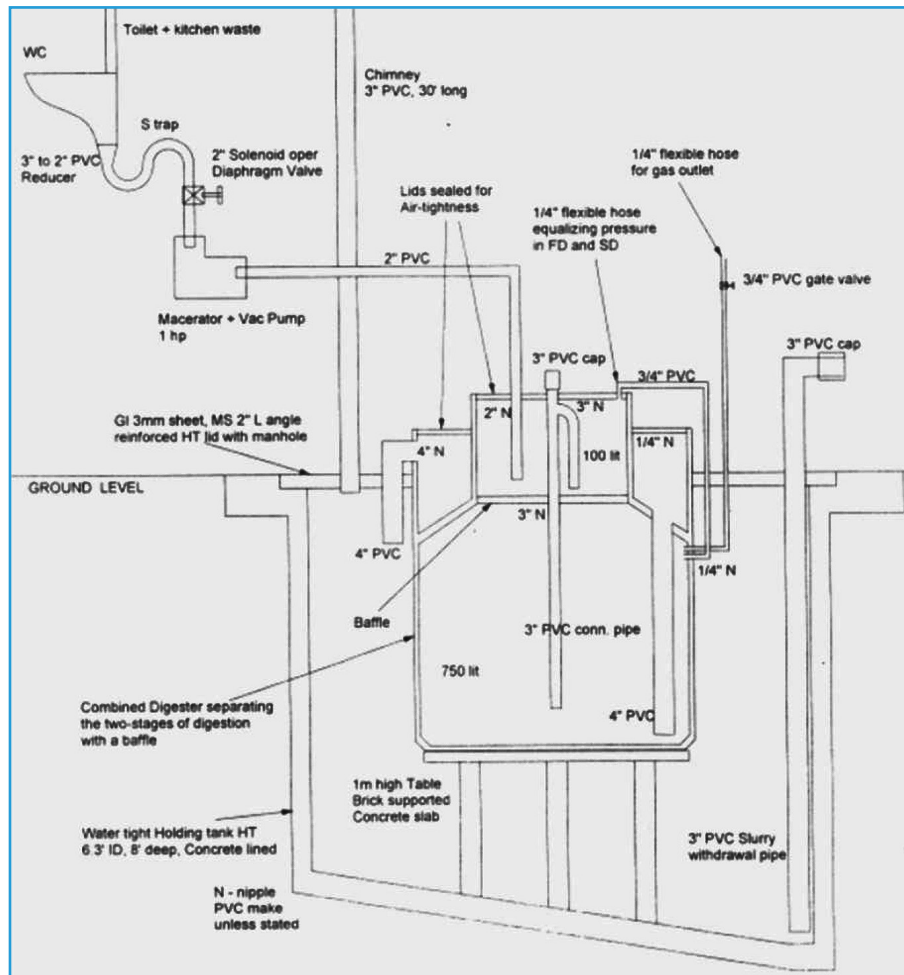 Toilet + kitchen waste
WC
Chimney
3" PVC, 30' long
S trap
3" to 2" PVC
Reducer
2" Solenoid oper
Diaphragm Valve
1/4" flexible hose
for gas outlet
Lids sealed for
Air-tightness
1/4" flexible hose
equalizing pressure
in FD and SD
2" PVC
3/4" PVC gate valve
Macerator + Vac Pump
1 hp
3" PVC cap
3" PVC cap
3/4" PVC
2" N
3" N
GI 3mm sheet, MS 2" L angle
reinforced HT lid with manhole
4" N
1/4" N
100 lit
GROUND LEVEL
3" N
4" PVC
1/4" N
Baffle
3" PVC conn. pipe
750 lit
Combined Digester separating
the two-stages of digestion
with a baffle
4" PVC
1m high Table
Brick supported
Concrete slab
Water tight Holding tank HT
6.3' ID, 8' deep, Concrete lined
3" PVC Slurry
withdrawal pipe
N - nipple
PVC make
unless stated